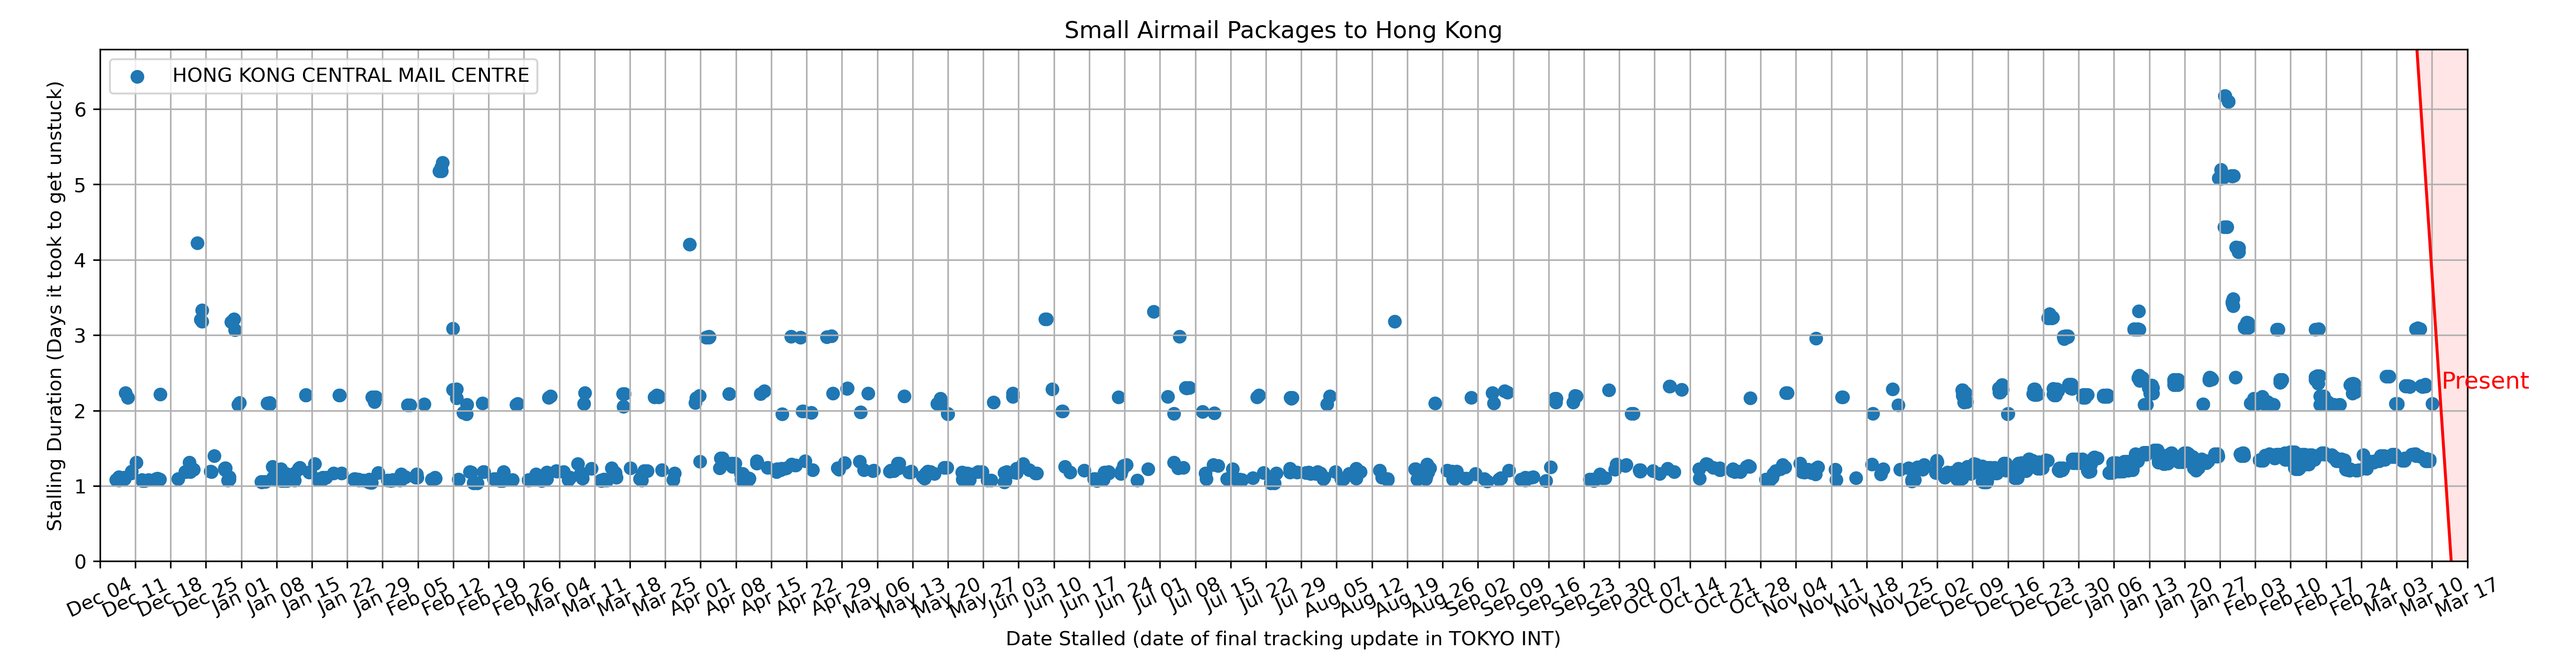 Small Airmail Packages to Hong Kong
HONG KONG CENTRAL MAIL CENTRE
Stalling Duration (Days it took to get unstuck)
6
5
4
3
2
1
0
Present
Dec 04 Dec 11 Dec 18 Dec 25 Jan 01 Jan 08 Jan 15 Jan 22 Jan 29 Feb 05 Feb 12 Feb 19 Feb 26 Mar 04 Mar 11 Mar 18 Mar 25 Apr 01 Apr 08 Apr 15 Apr 22 Apr 29 May 06 May 13 May 20 May 27 Jun 03 Jun 10 Jun 17 Jun 24 Jul 01 Jul 08 Jul 15 Jul 22 Jul 29 Aug 05 Aug 12 Aug 19 Aug 26 Sep 02 Sep 09 Sep 16 Sep 23 Sep 30 Oct 07 Oct 14 Oct 21 Oct 28 Nov 04 Nov 11 Nov 18 Nov 25 Dec 02 Dec 09 Dec 16 Dec 23 Dec 30 Jan 06 Jan 13 Jan 20 Jan 27 Feb 03 Feb 10 Feb 17 Feb 24 Mar 03 Mar 10 Mar 17
Date Stalled (date of final tracking update in TOKYO INT)